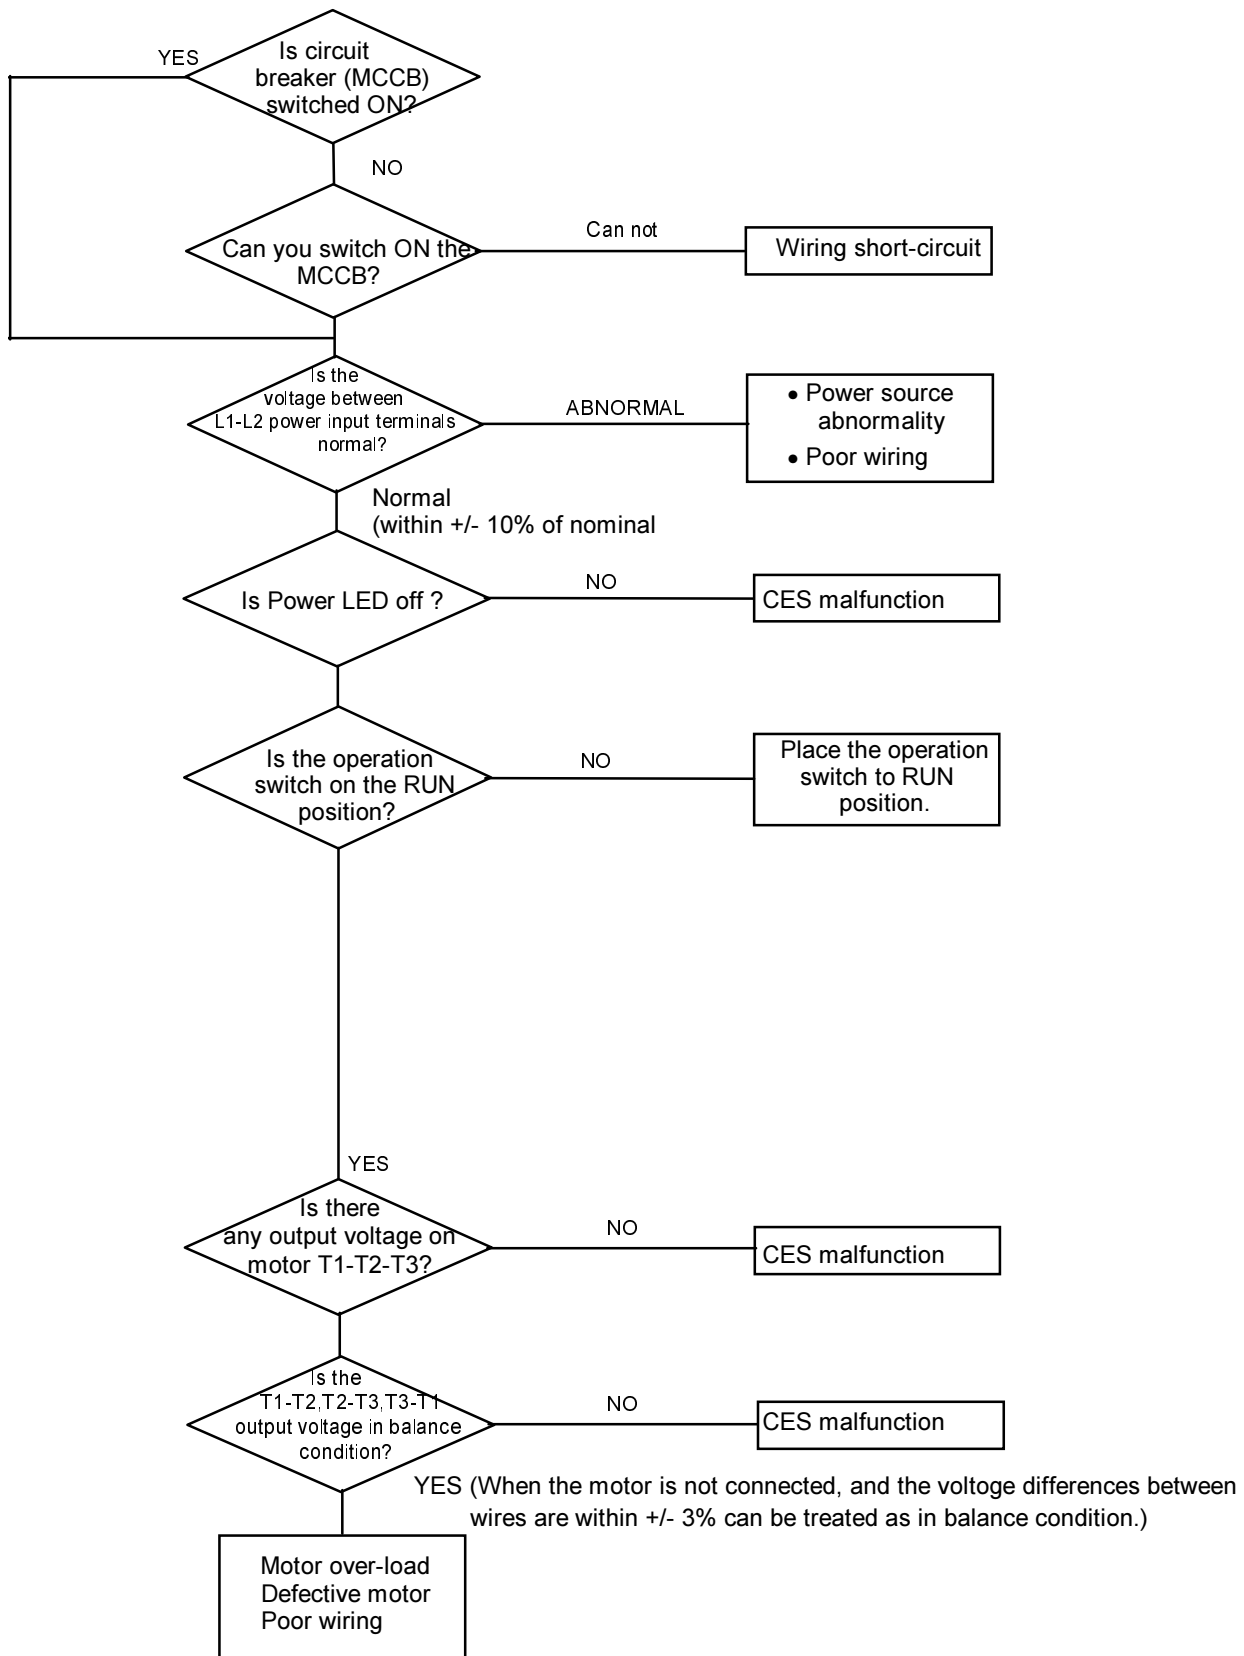 YES
Is circuit
breaker (MCCB)
switched ON?
NO
Can you switch ON the
MCCB?
Can not
Wiring short-circuit
Is the
voltage between
L1-L2 power input terminals
normal?
ABNORMAL
• Power source
abnormality
• Poor wiring
Normal
(within +/- 10% of nominal
Is Power LED off ?
NO
CES malfunction
Is the operation
switch on the RUN
position?
NO
Place the operation
switch to RUN
position.
YES
Is there
any output voltage on
motor T1-T2-T3?
NO
CES malfunction
Is the
T1-T2,T2-T3,T3-T1
output voltage in balance
condition?
NO
CES malfunction
YES (When the motor is not connected, and the voltoge differences between
wires are within +/- 3% can be treated as in balance condition.)
Motor over-load
Defective motor
Poor wiring